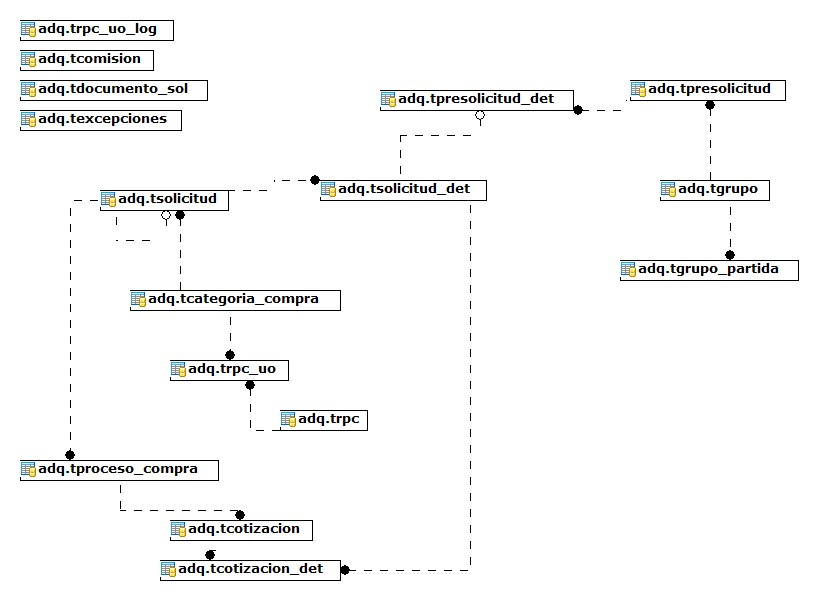 adq.trpc_uo_log
adq.tcomision
adq.tdocumento_sol
adq.texcepciones
adq.tpresolicitud_det
adq.tpresolicitud
adq.tsolicitud
adq.tsolicitud_det
adq.tgrupo
adq.tgrupo_partida
adq.tcategoria_compra
adq.trpc_uo
adq.trpc
adq.tproceso_compra
adq.tcotizacion
adq.tcotizacion_det